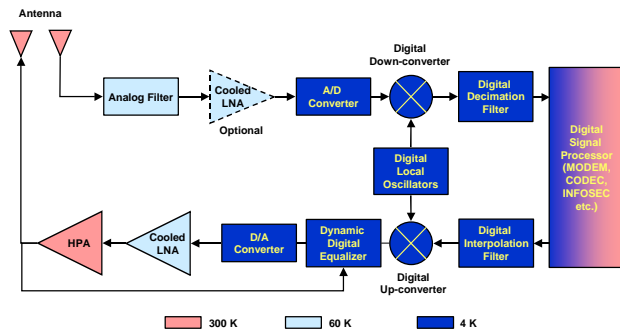 Antenna
Analog Filter
Cooled
LNA
Optional
A/D
Converter
Digital
Down-converter
Digital
Decimation
Filter
Digital
Signal
Processor
(MODEM,
CODEC,
INFOSEC
etc.)
Digital
Local
Oscillators
HPA
Cooled
LNA
D/A
Converter
Dynamic
Digital
Equalizer
Digital
Up-converter
Digital
Interpolation
Filter
300 K
60 K
4 K